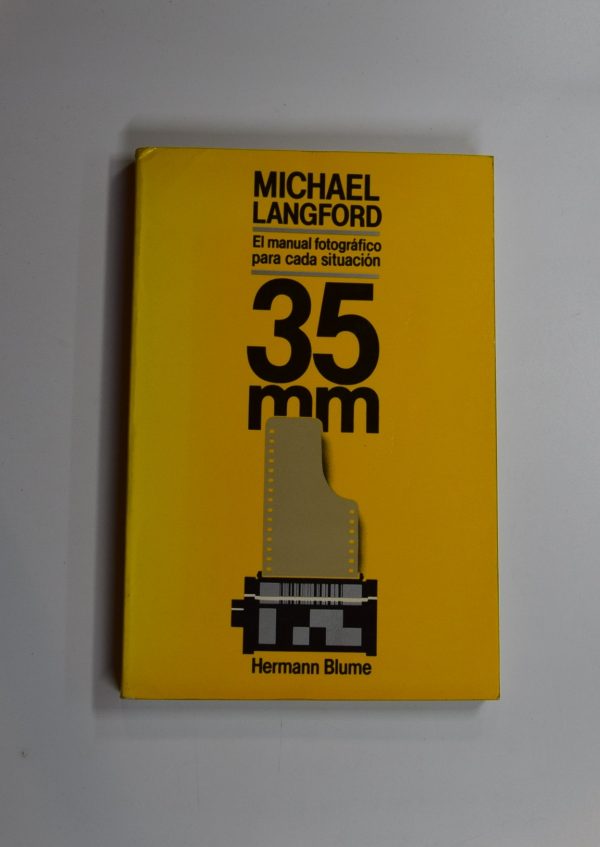 MICHAEL
LANGFORD
El manual fotográfico
para cada situación
35
mm
Hermann Blume